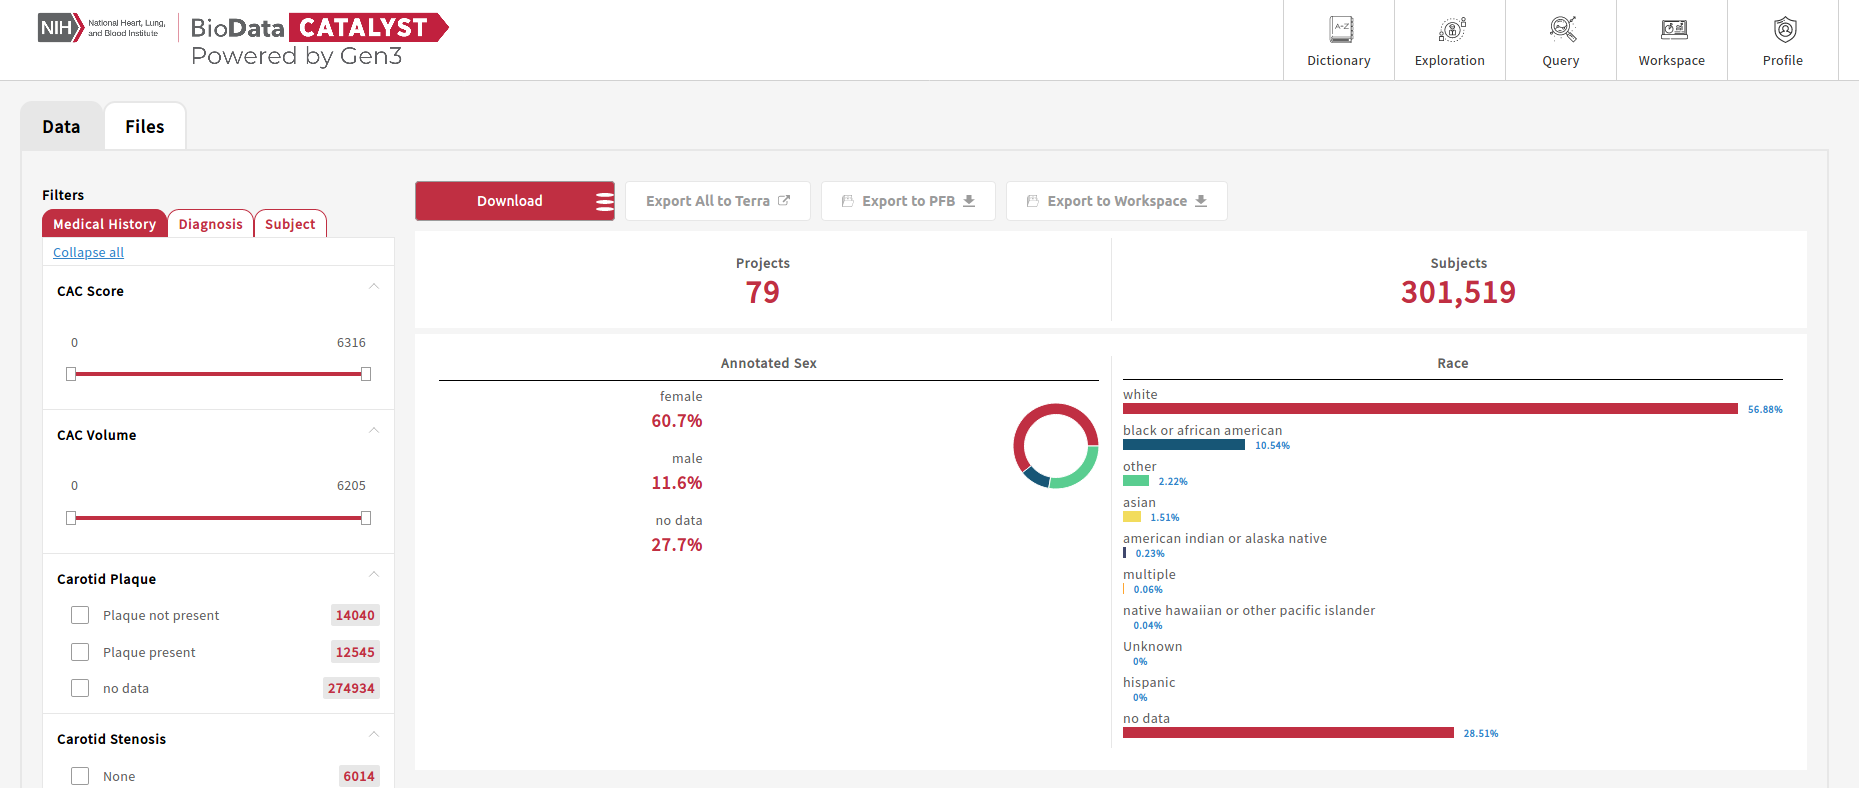 NIH National Heart, Lung, and Blood Institute
BioData CATALYST
Powered by Gen3
Dictionary
Exploration
Query
Workspace
Profile
Data
Files
Filters
Medical History
Diagnosis
Subject
Collapse all
CAC Score
0
6316
CAC Volume
0
6205
Carotid Plaque
Plaque not present 14040
Plaque present 12545
no data 274934
Carotid Stenosis
None 6014
Download
Export All to Terra
Export to PFB
Export to Workspace
Projects
79
Subjects
301,519
Annotated Sex
female
60.7%
male
11.6%
no data
27.7%
Race
white
56.88%
black or african american
10.54%
other
2.22%
asian
1.51%
american indian or alaska native
0.23%
multiple
0.06%
native hawaiian or other pacific islander
0.04%
Unknown
0%
hispanic
0%
no data
28.51%